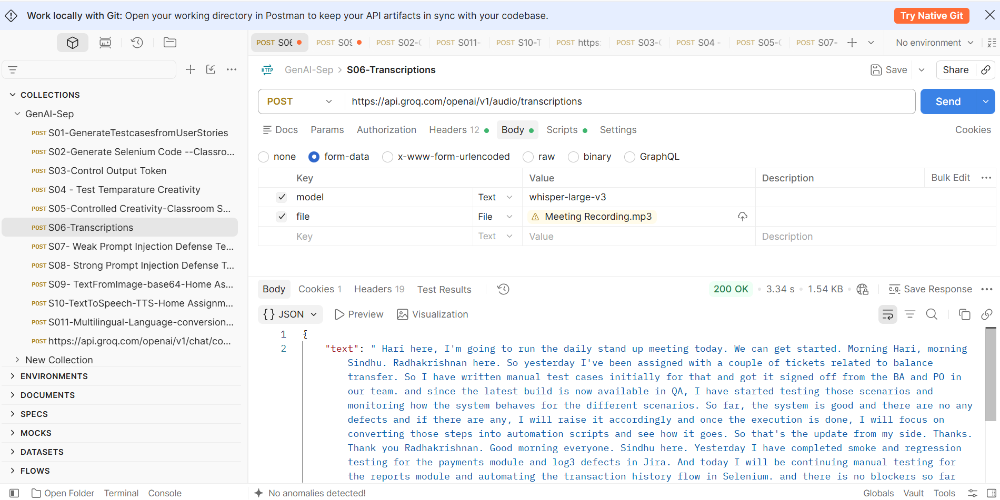 Work locally with Git: Open your working directory in Postman to keep your API artifacts in sync with your codebase.
Try Native Git
POST S06
POST S09
POST S02-
POST S011-
POST S10-T
POST https:
POST S03-
POST S04 -
POST S05-
POST S07-
No environment
GenAI-Sep > S06-Transcriptions
Save
Share
COLLECTIONS
GenAI-Sep
POST S01-GenerateTestcasesfromUserStories
POST S02-Generate Selenium Code --Classro...
POST S03-Control Output Token
POST S04 - Test Temparature Creativity
POST S05-Controlled Creativity-Classroom S...
POST S06-Transcriptions
POST S07- Weak Prompt Injection Defense Te...
POST S08- Strong Prompt Injection Defense T...
POST S09- TextFromImage-base64-Home As...
POST S10-TextToSpeech-TTS-Home Assignm...
POST S011-Multilingual-Language-conversion...
POST https://api.groq.com/openai/v1/chat/co...
New Collection
ENVIRONMENTS
DOCUMENTS
SPECS
MOCKS
DATASETS
FLOWS
HTTP
POST https://api.groq.com/openai/v1/audio/transcriptions
Send
Docs Params Authorization Headers 12 Body Scripts Settings Cookies
none form-data x-www-form-urlencoded raw binary GraphQL
Key Value Description Bulk Edit
model Text whisper-large-v3
file File Meeting Recording.mp3
Key Text Value Description
Body Cookies 1 Headers 19 Test Results 200 OK 3.34 s 1.54 KB e.g. Save Response
{} JSON Preview Visualization
1 {
2 "text": " Hari here, I'm going to run the daily stand up meeting today. We can get started. Morning Hari, morning
Sindhu. Radhakrishnan here. So yesterday I've been assigned with a couple of tickets related to balance
transfer. So I have written manual test cases initially for that and got it signed off from the BA and PO in
our team. and since the latest build is now available in QA, I have started testing those scenarios and
monitoring how the system behaves for the different scenarios. So far, the system is good and there are no any
defects and if there are any, I will raise it accordingly and once the execution is done, I will focus on
converting those steps into automation scripts and see how it goes. So that's the update from my side. Thanks.
Thank you Radhakrishnan. Good morning everyone. Sindhu here. Yesterday I have completed smoke and regression
testing for the payments module and log3 defects in Jira. And today I will be continuing manual testing for
the reports module and automating the transaction history flow in Selenium. and there is no blockers so far
Open Folder Terminal Console
No anomalies detected!
Globals Vault Tools